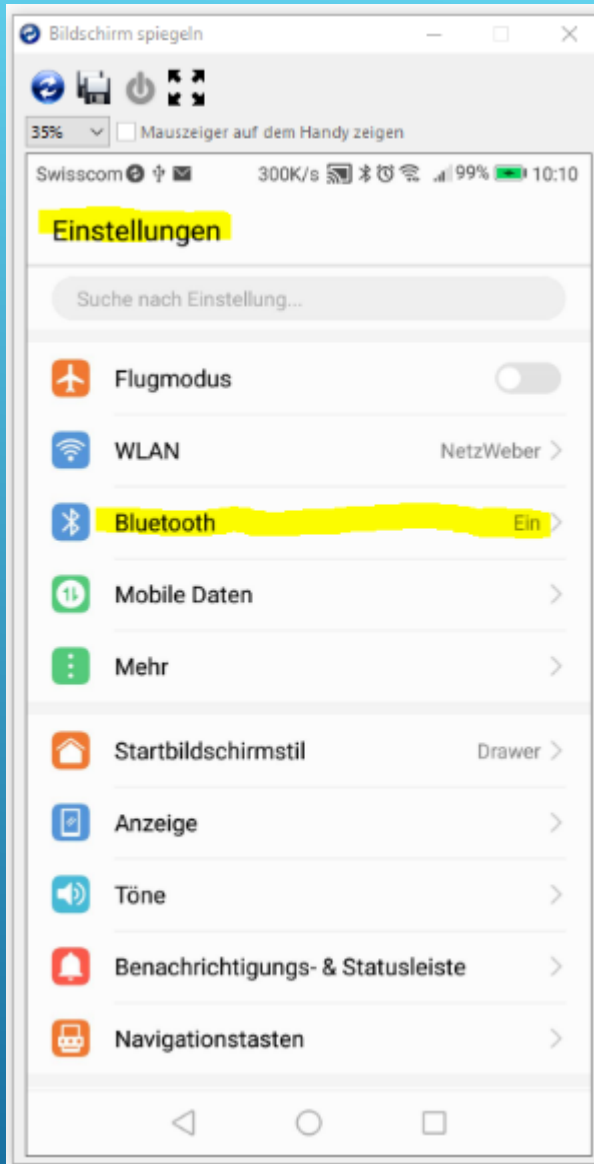 Bildschirm spiegeln
35% Mauszeiger auf dem Handy zeigen
Swisscom 300K/s 99% 10:10
Einstellungen
Suche nach Einstellung...
Flugmodus
WLAN NetzWeber
Bluetooth Ein
Mobile Daten
Mehr
Startbildschirmstil Drawer
Anzeige
Töne
Benachrichtigungs- & Statusleiste
Navigationstasten